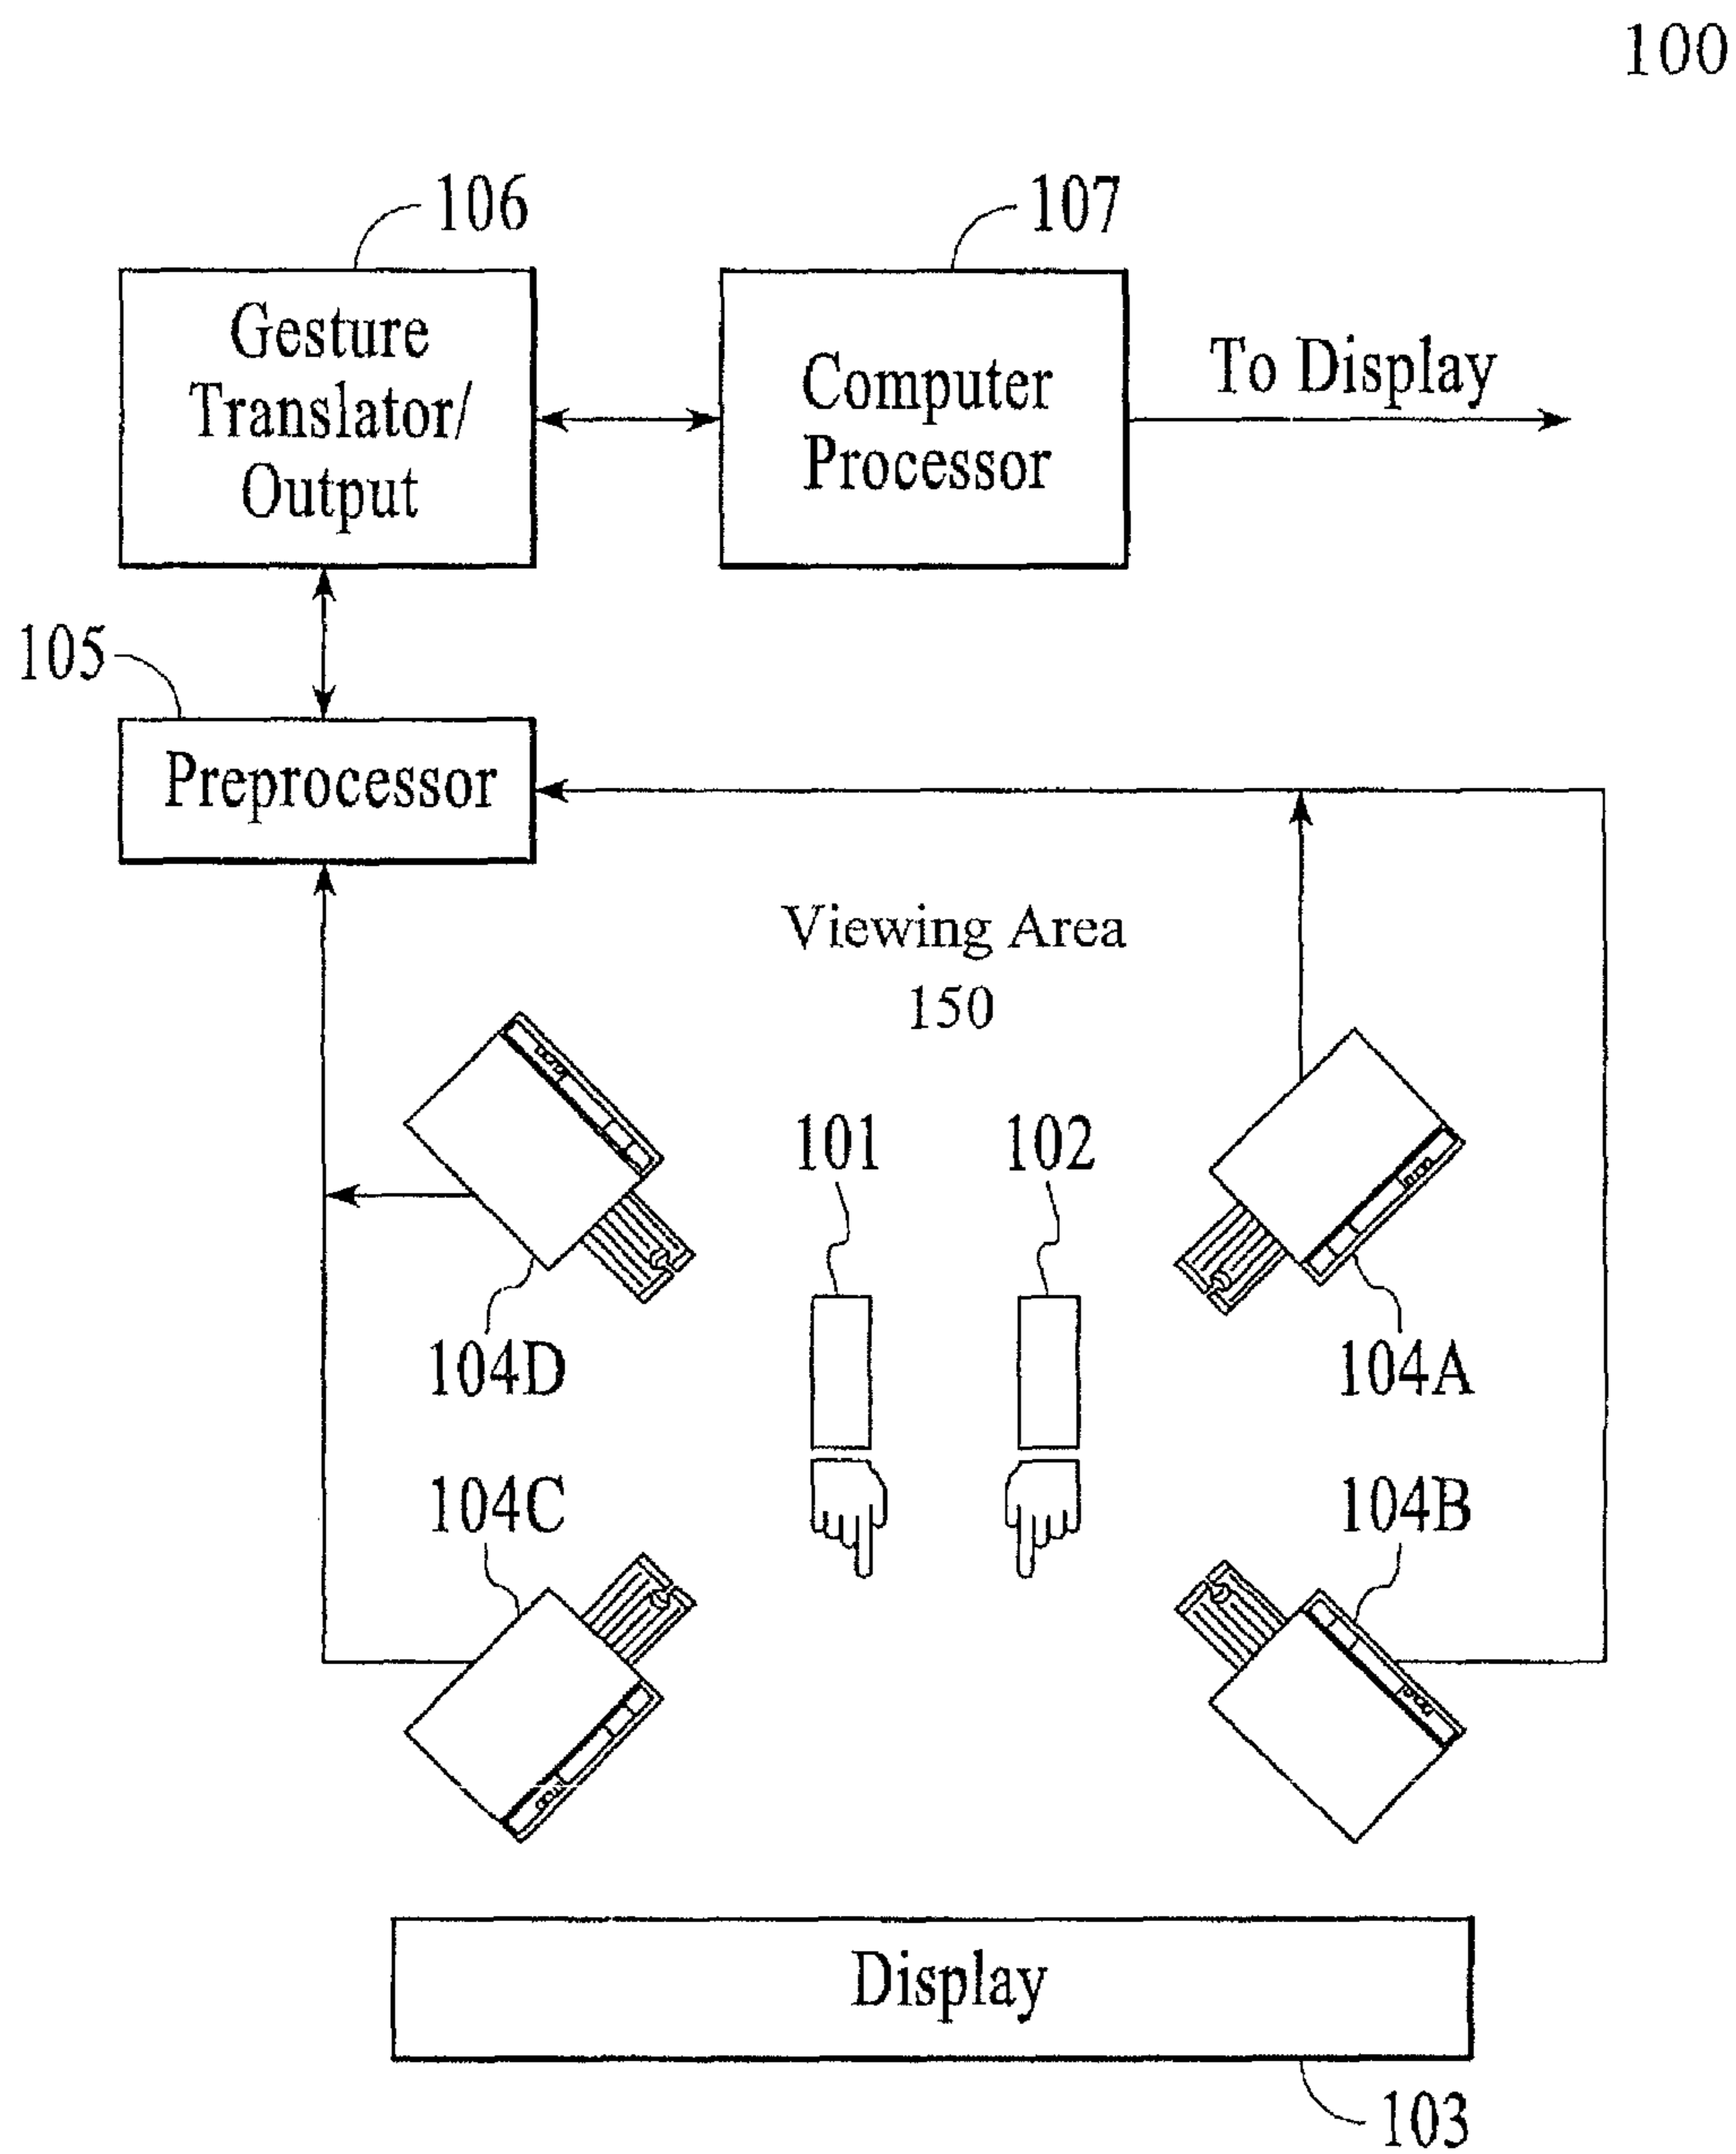 100
106
107
Gesture
Translator/
Output
Computer
Processor
To Display
105
Preprocessor
Viewing Area
150
101
102
104D
104A
104C
104B
Display
103